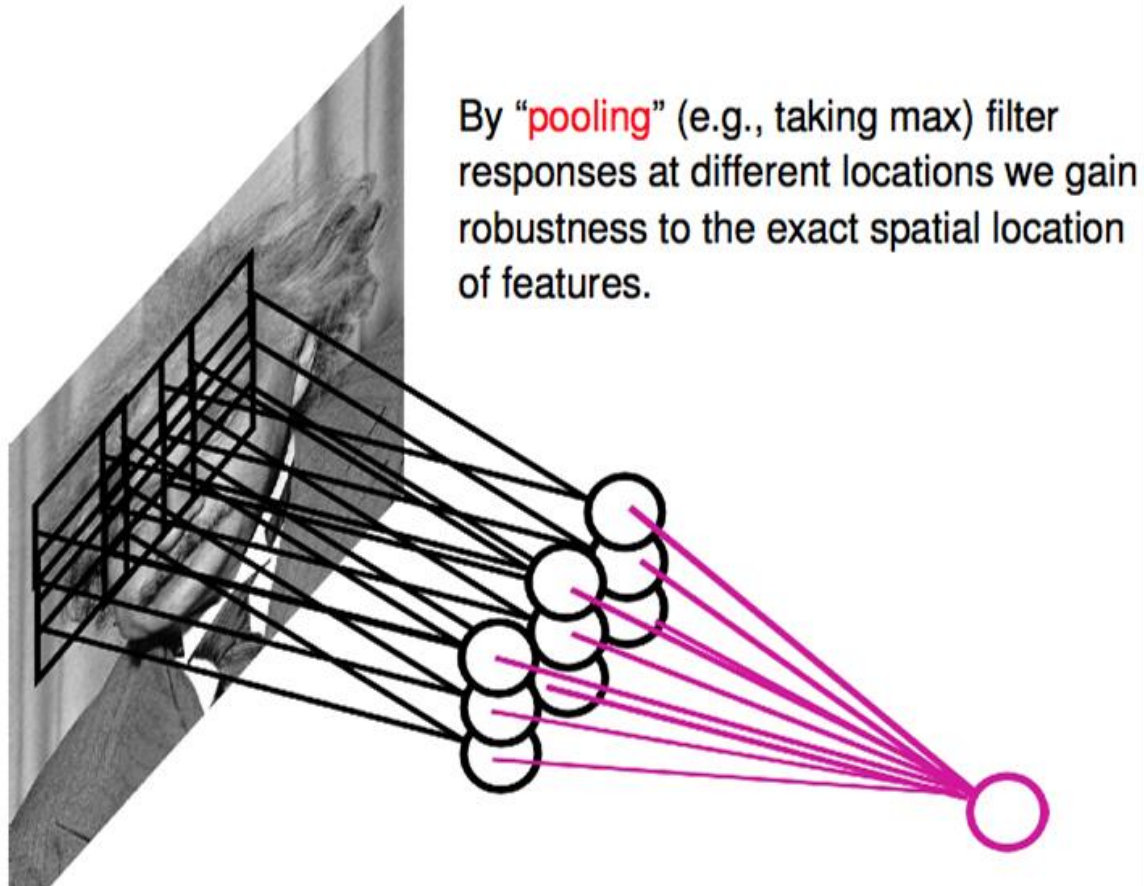 By “pooling” (e.g., taking max) filter
responses at different locations we gain
robustness to the exact spatial location
of features.